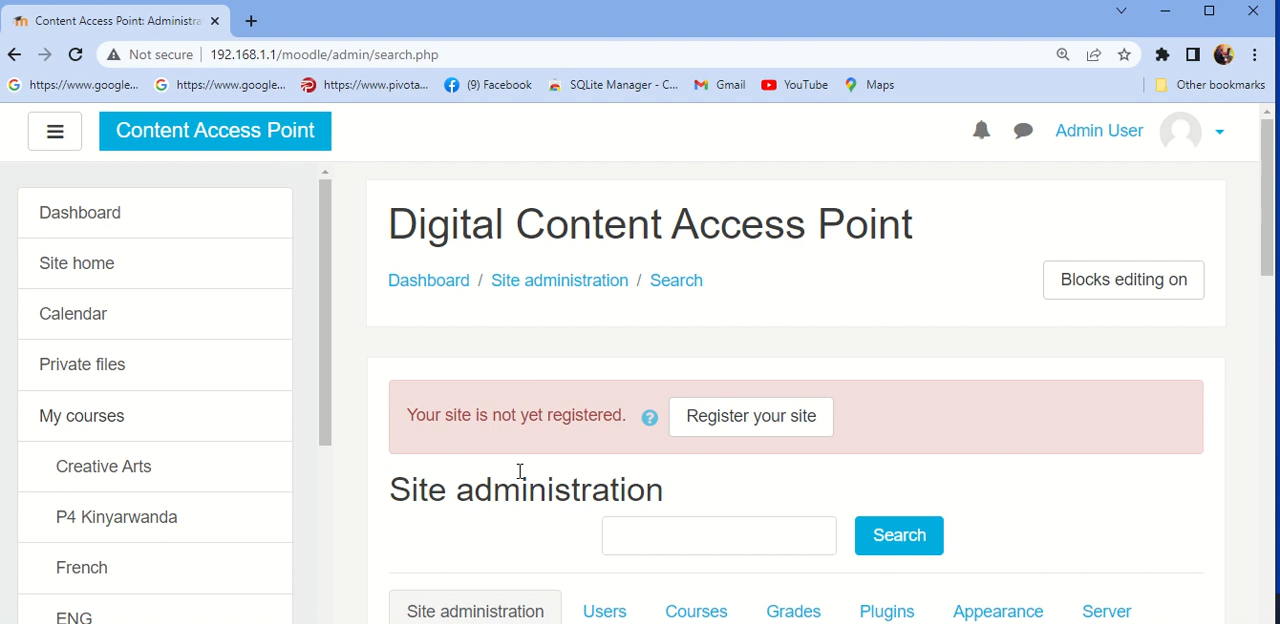 Content Access Point: Administra
Not secure
192.168.1.1/moodle/admin/search.php
https://www.google...
https://www.google...
https://www.pivota...
(9) Facebook
SQLite Manager - C...
Gmail
YouTube
Maps
Other bookmarks
Content Access Point
Admin User
Dashboard
Site home
Calendar
Private files
My courses
Creative Arts
P4 Kinyarwanda
French
ENG
Digital Content Access Point
Dashboard / Site administration / Search
Blocks editing on
Your site is not yet registered.
?
Register your site
Site administration
Search
Site administration
Users
Courses
Grades
Plugins
Appearance
Server